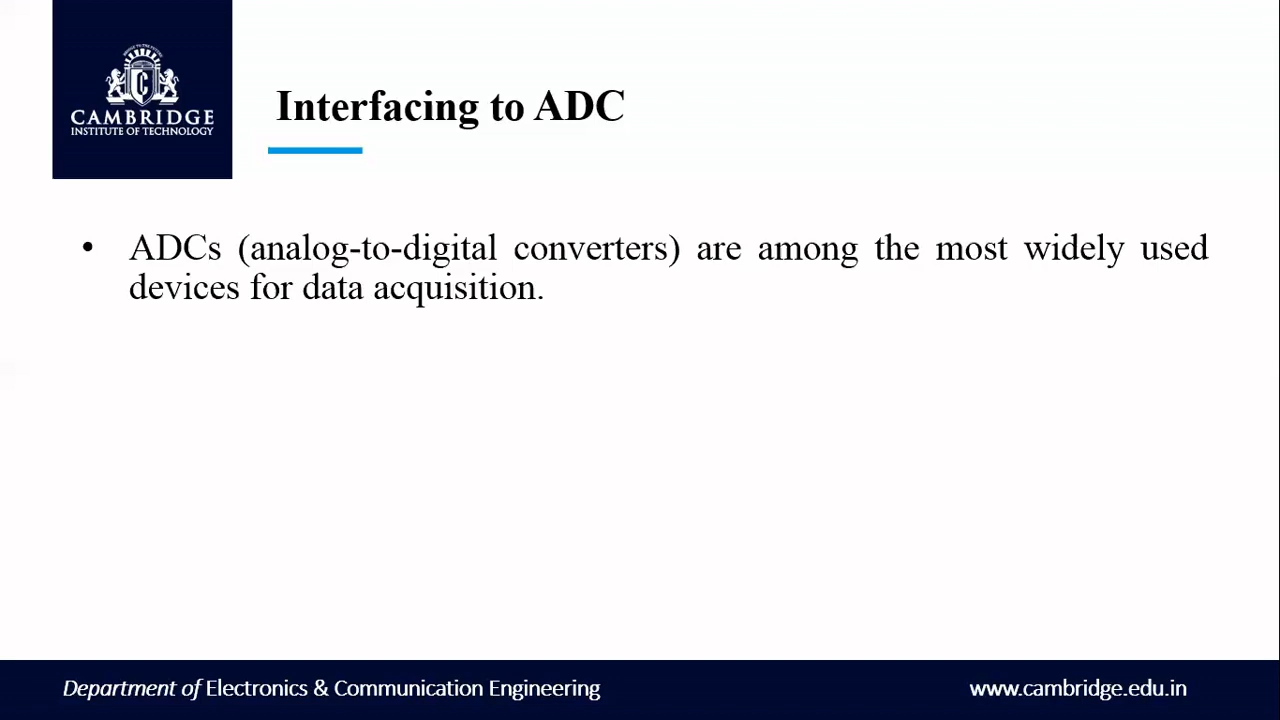 CAMBRIDGE
INSTITUTE OF TECHNOLOGY
Interfacing to ADC
• ADCs (analog-to-digital converters) are among the most widely used
devices for data acquisition.
Department of Electronics & Communication Engineering
www.cambridge.edu.in